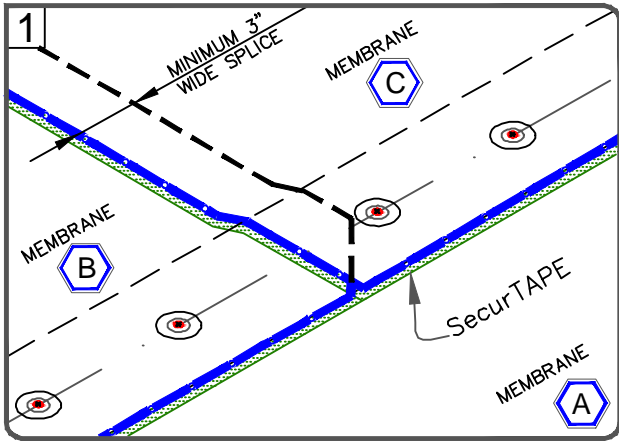 1
MINIMUM 3"
WIDE SPLICE
MEMBRANE
C
MEMBRANE
B
SecurTAPE
MEMBRANE
A